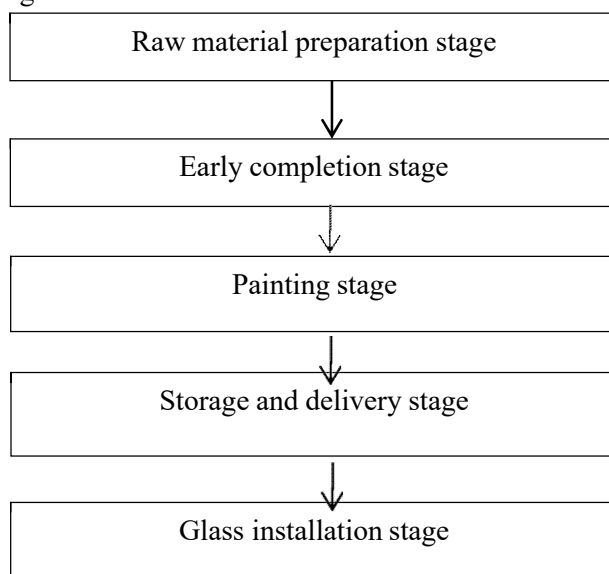 Raw material preparation stage
Early completion stage
Painting stage
Storage and delivery stage
Glass installation stage